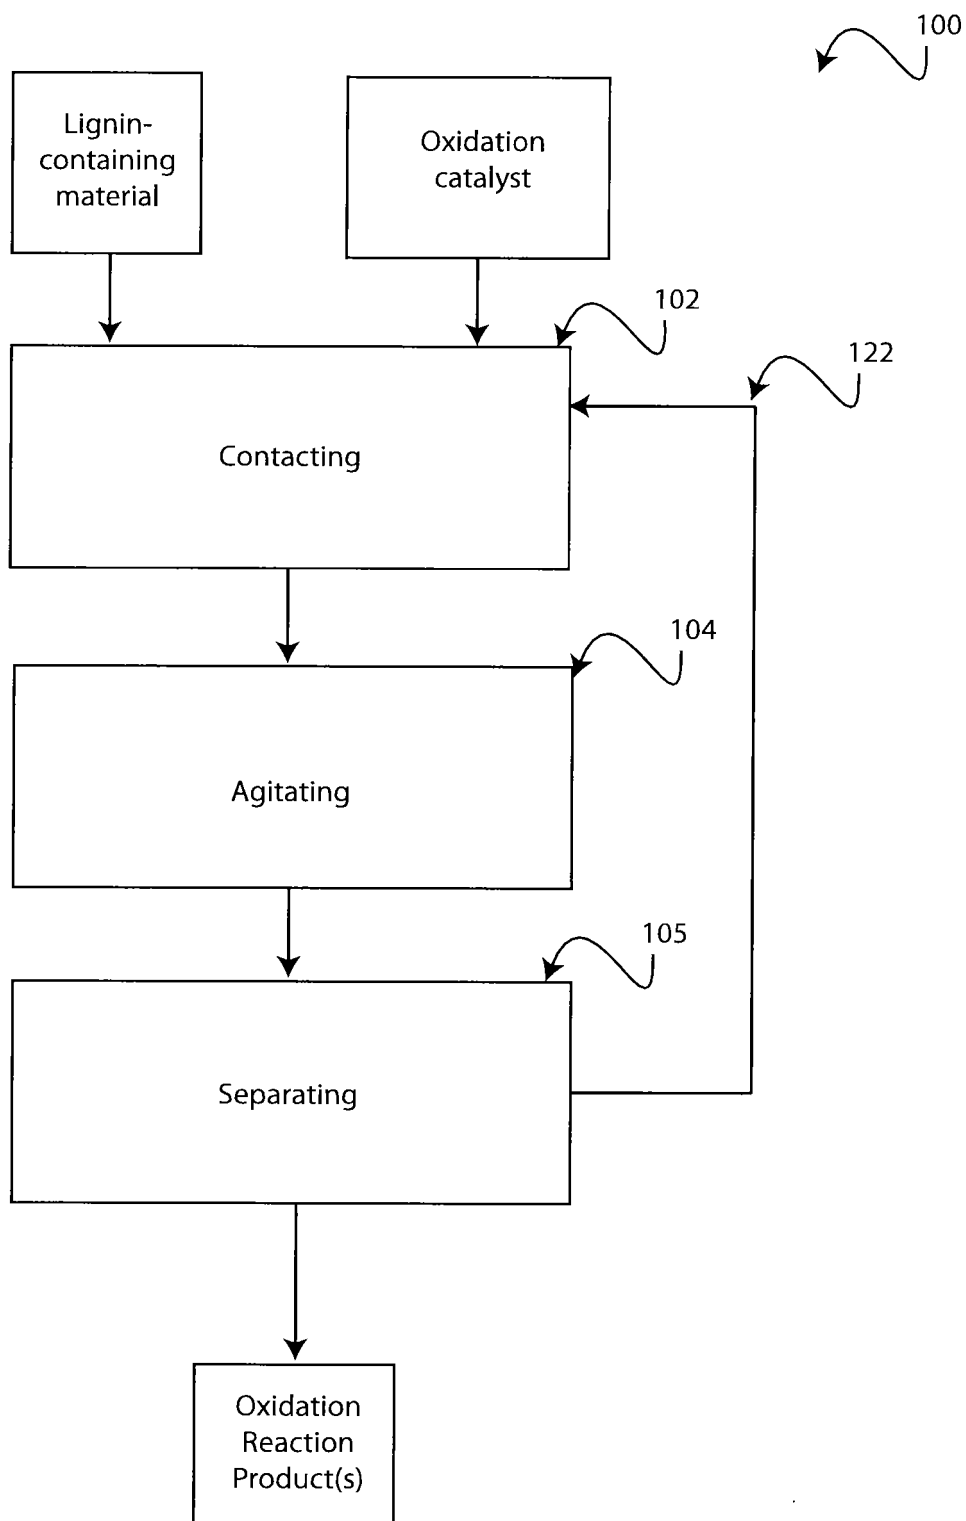 100
Lignin-
containing
material
Oxidation
catalyst
102
122
Contacting
104
Agitating
105
Separating
Oxidation
Reaction
Product(s)